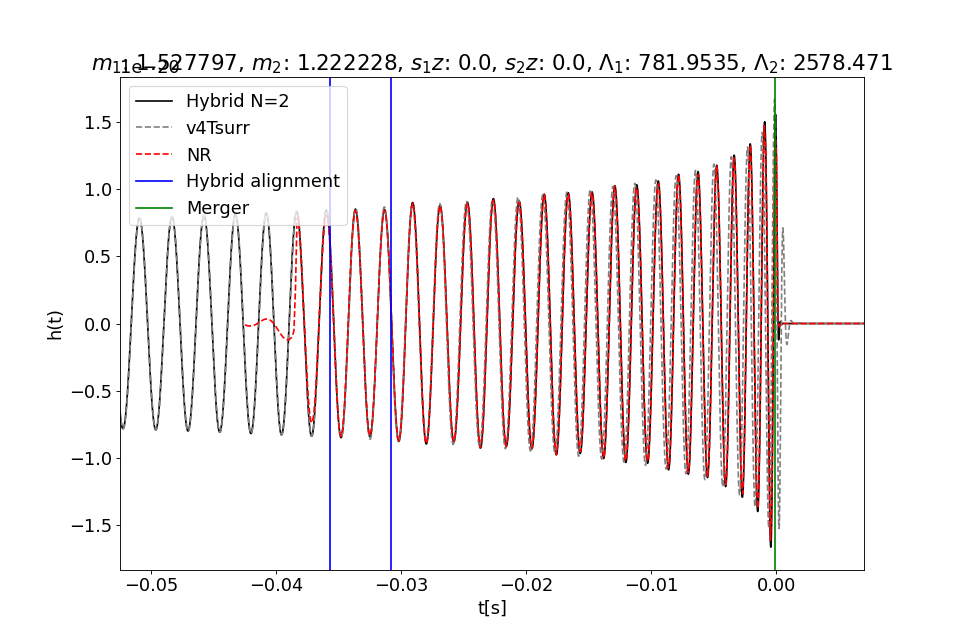 m₁: 1.527797, m₂: 1.222228, s₁z: 0.0, s₂z: 0.0, Λ₁: 781.9535, Λ₂: 2578.471
1e−20
Hybrid N=2
v4Tsurr
NR
Hybrid alignment
Merger
1.5
1.0
0.5
0.0
−0.5
−1.0
−1.5
h(t)
−0.05 −0.04 −0.03 −0.02 −0.01 0.00
t[s]